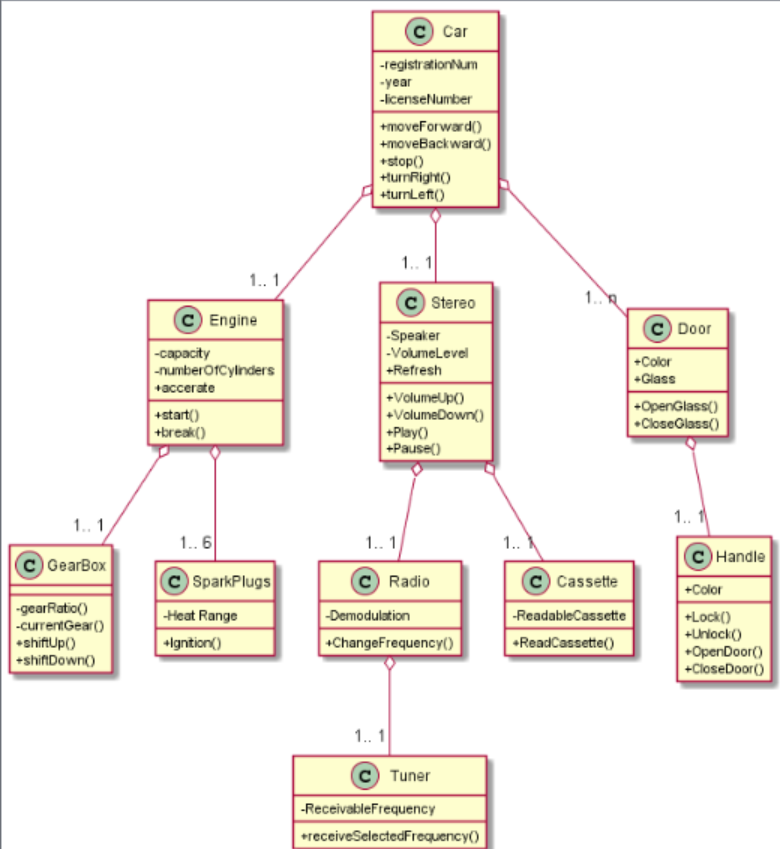 C Car
-registrationNum
-year
-licenseNumber
+moveForward()
+moveBackward()
+stop()
+turnRight()
+turnLeft()
1.. 1
1.. 1
1.. n
C Engine
-capacity
-numberOfCylinders
+accerate
+start()
+break()
C Stereo
-Speaker
-VolumeLevel
+Refresh
+VolumeUp()
+VolumeDown()
+Play()
+Pause()
C Door
+Color
+Glass
+OpenGlass()
+CloseGlass()
1.. 1
1.. 6
1.. 1
1.. 1
1.. 1
C GearBox
-gearRatio()
-currentGear()
+shiftUp()
+shiftDown()
C SparkPlugs
-Heat Range
+Ignition()
C Radio
-Demodulation
+ChangeFrequency()
C Cassette
-ReadableCassette
+ReadCassette()
C Handle
+Color
+Lock()
+Unlock()
+OpenDoor()
+CloseDoor()
1.. 1
C Tuner
-ReceivableFrequency
+receiveSelectedFrequency()